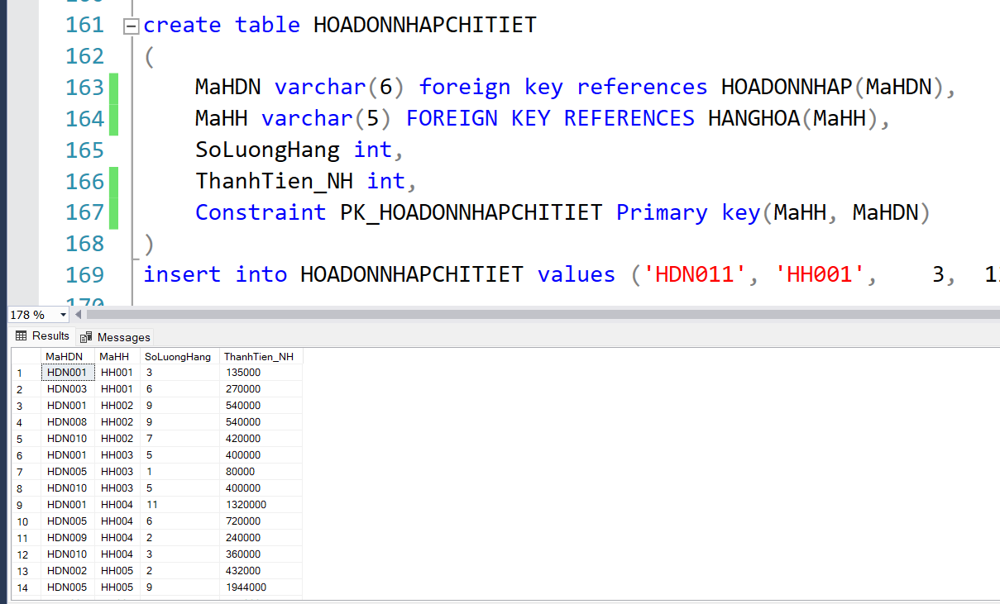 161 create table HOADONNHAPCHITIET
162 (
163 MaHDN varchar(6) foreign key references HOADONNHAP(MaHDN),
164 MaHH varchar(5) FOREIGN KEY REFERENCES HANGHOA(MaHH),
165 SoLuongHang int,
166 ThanhTien_NH int,
167 Constraint PK_HOADONNHAPCHITIET Primary key(MaHH, MaHDN)
168 )
169 insert into HOADONNHAPCHITIET values ('HDN011', 'HH001', 3,
170
178 %
Results Messages
MaHDN MaHH SoLuongHang ThanhTien_NH
1 HDN001 HH001 3 135000
2 HDN003 HH001 6 270000
3 HDN001 HH002 9 540000
4 HDN008 HH002 9 540000
5 HDN010 HH002 7 420000
6 HDN001 HH003 5 400000
7 HDN005 HH003 1 80000
8 HDN010 HH003 5 400000
9 HDN001 HH004 11 1320000
10 HDN005 HH004 6 720000
11 HDN009 HH004 2 240000
12 HDN010 HH004 3 360000
13 HDN002 HH005 2 432000
14 HDN005 HH005 9 1944000